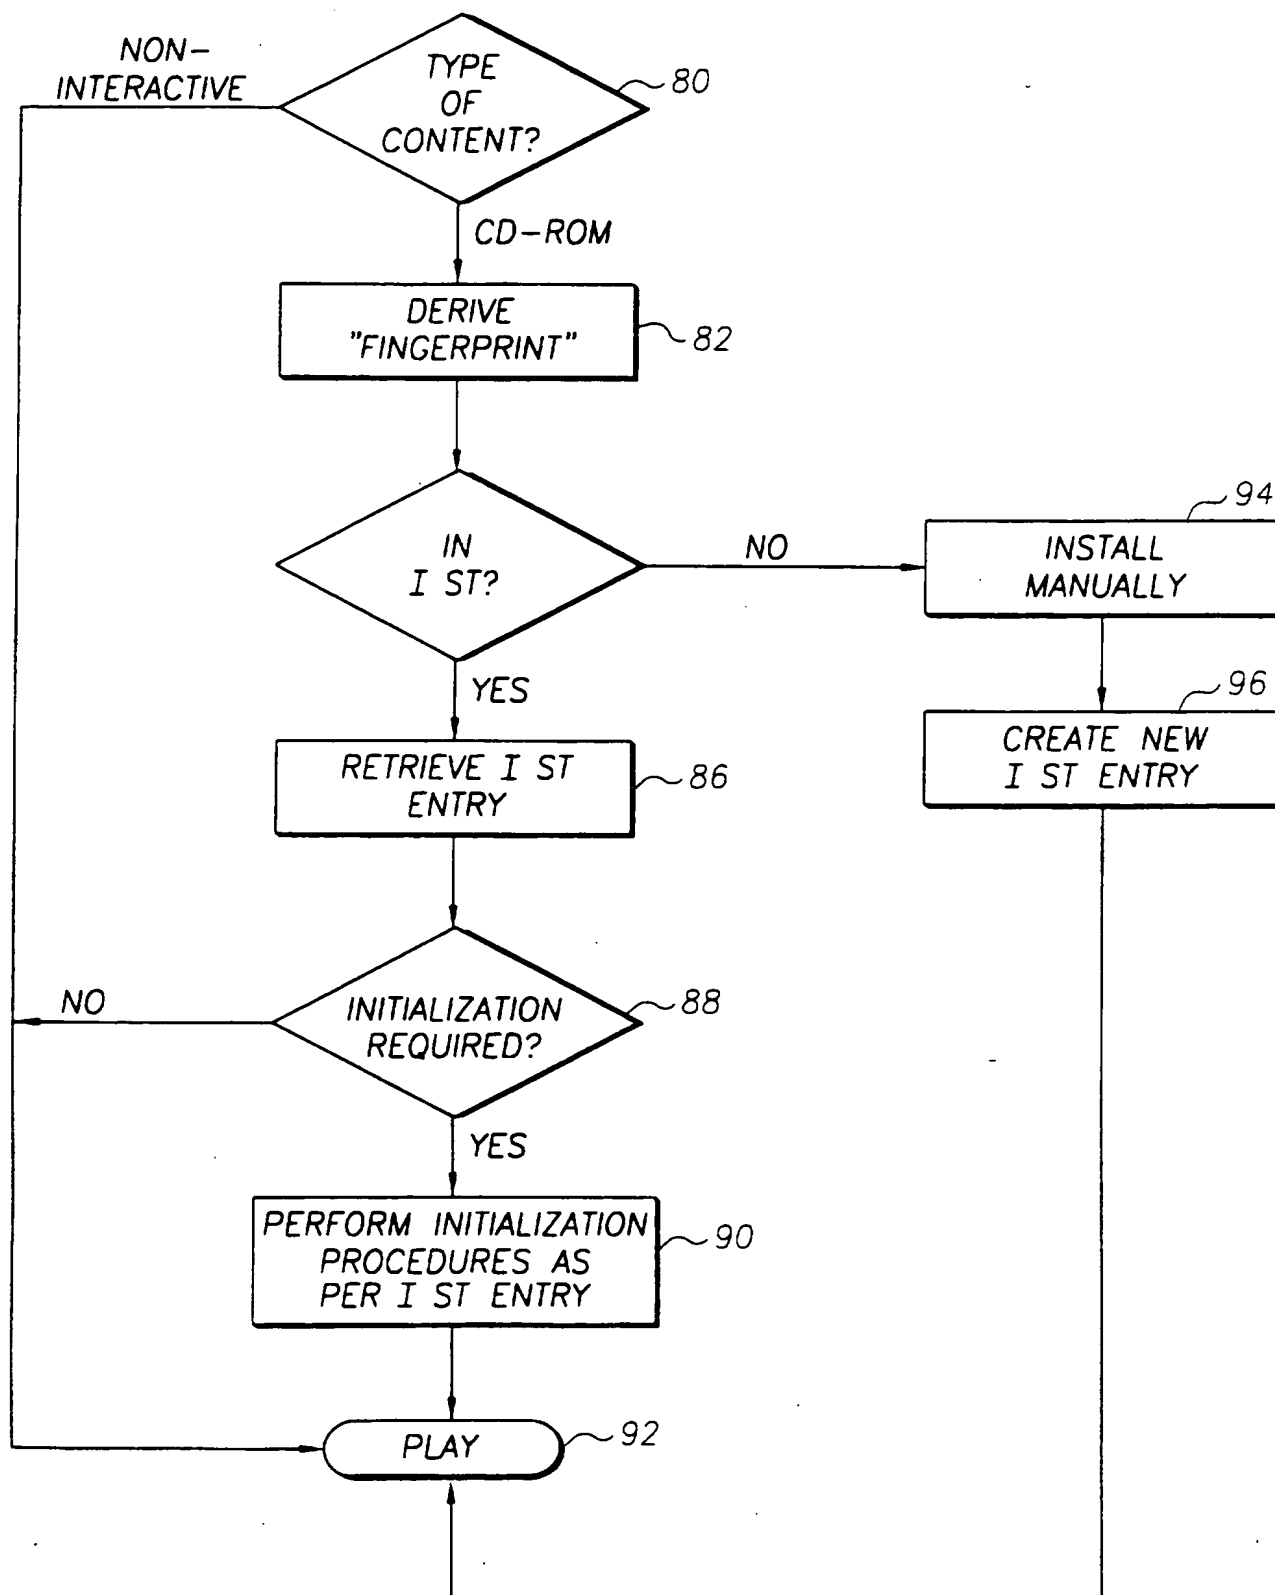 NON-
INTERACTIVE
TYPE
OF
CONTENT?
80
CD-ROM
DERIVE
"FINGERPRINT"
82
IN
I ST?
NO
94
INSTALL
MANUALLY
YES
96
CREATE NEW
I ST ENTRY
RETRIEVE I ST
ENTRY
86
NO
INITIALIZATION
REQUIRED?
88
YES
PERFORM INITIALIZATION
PROCEDURES AS
PER I ST ENTRY
90
PLAY
92